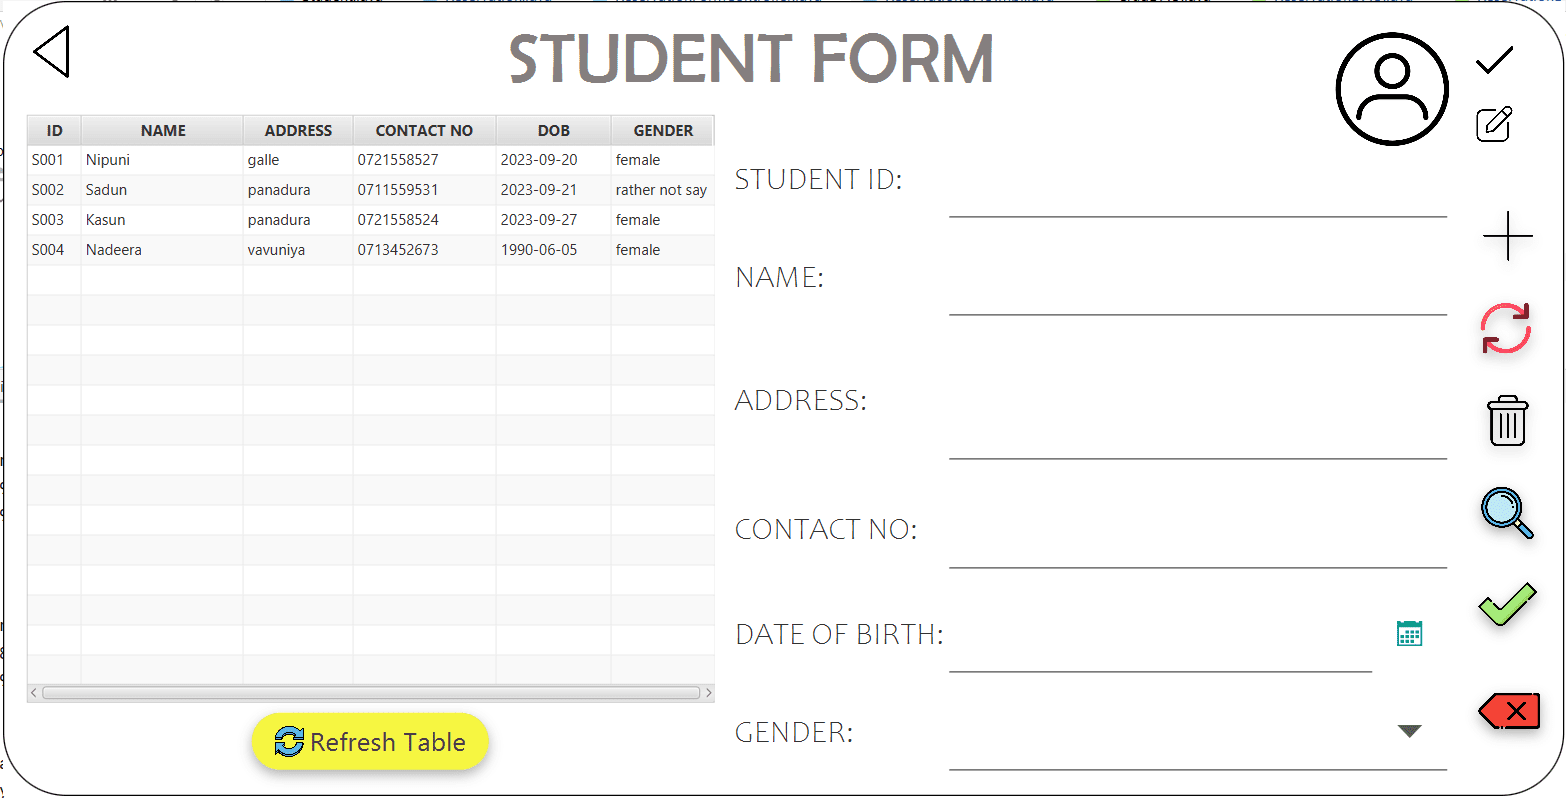 STUDENT FORM
ID NAME ADDRESS CONTACT NO DOB GENDER
S001 Nipuni galle 0721558527 2023-09-20 female
S002 Sadun panadura 0711559531 2023-09-21 rather not say
S003 Kasun panadura 0721558524 2023-09-27 female
S004 Nadeera vavuniya 0713452673 1990-06-05 female
Refresh Table
STUDENT ID:
NAME:
ADDRESS:
CONTACT NO:
DATE OF BIRTH:
GENDER: